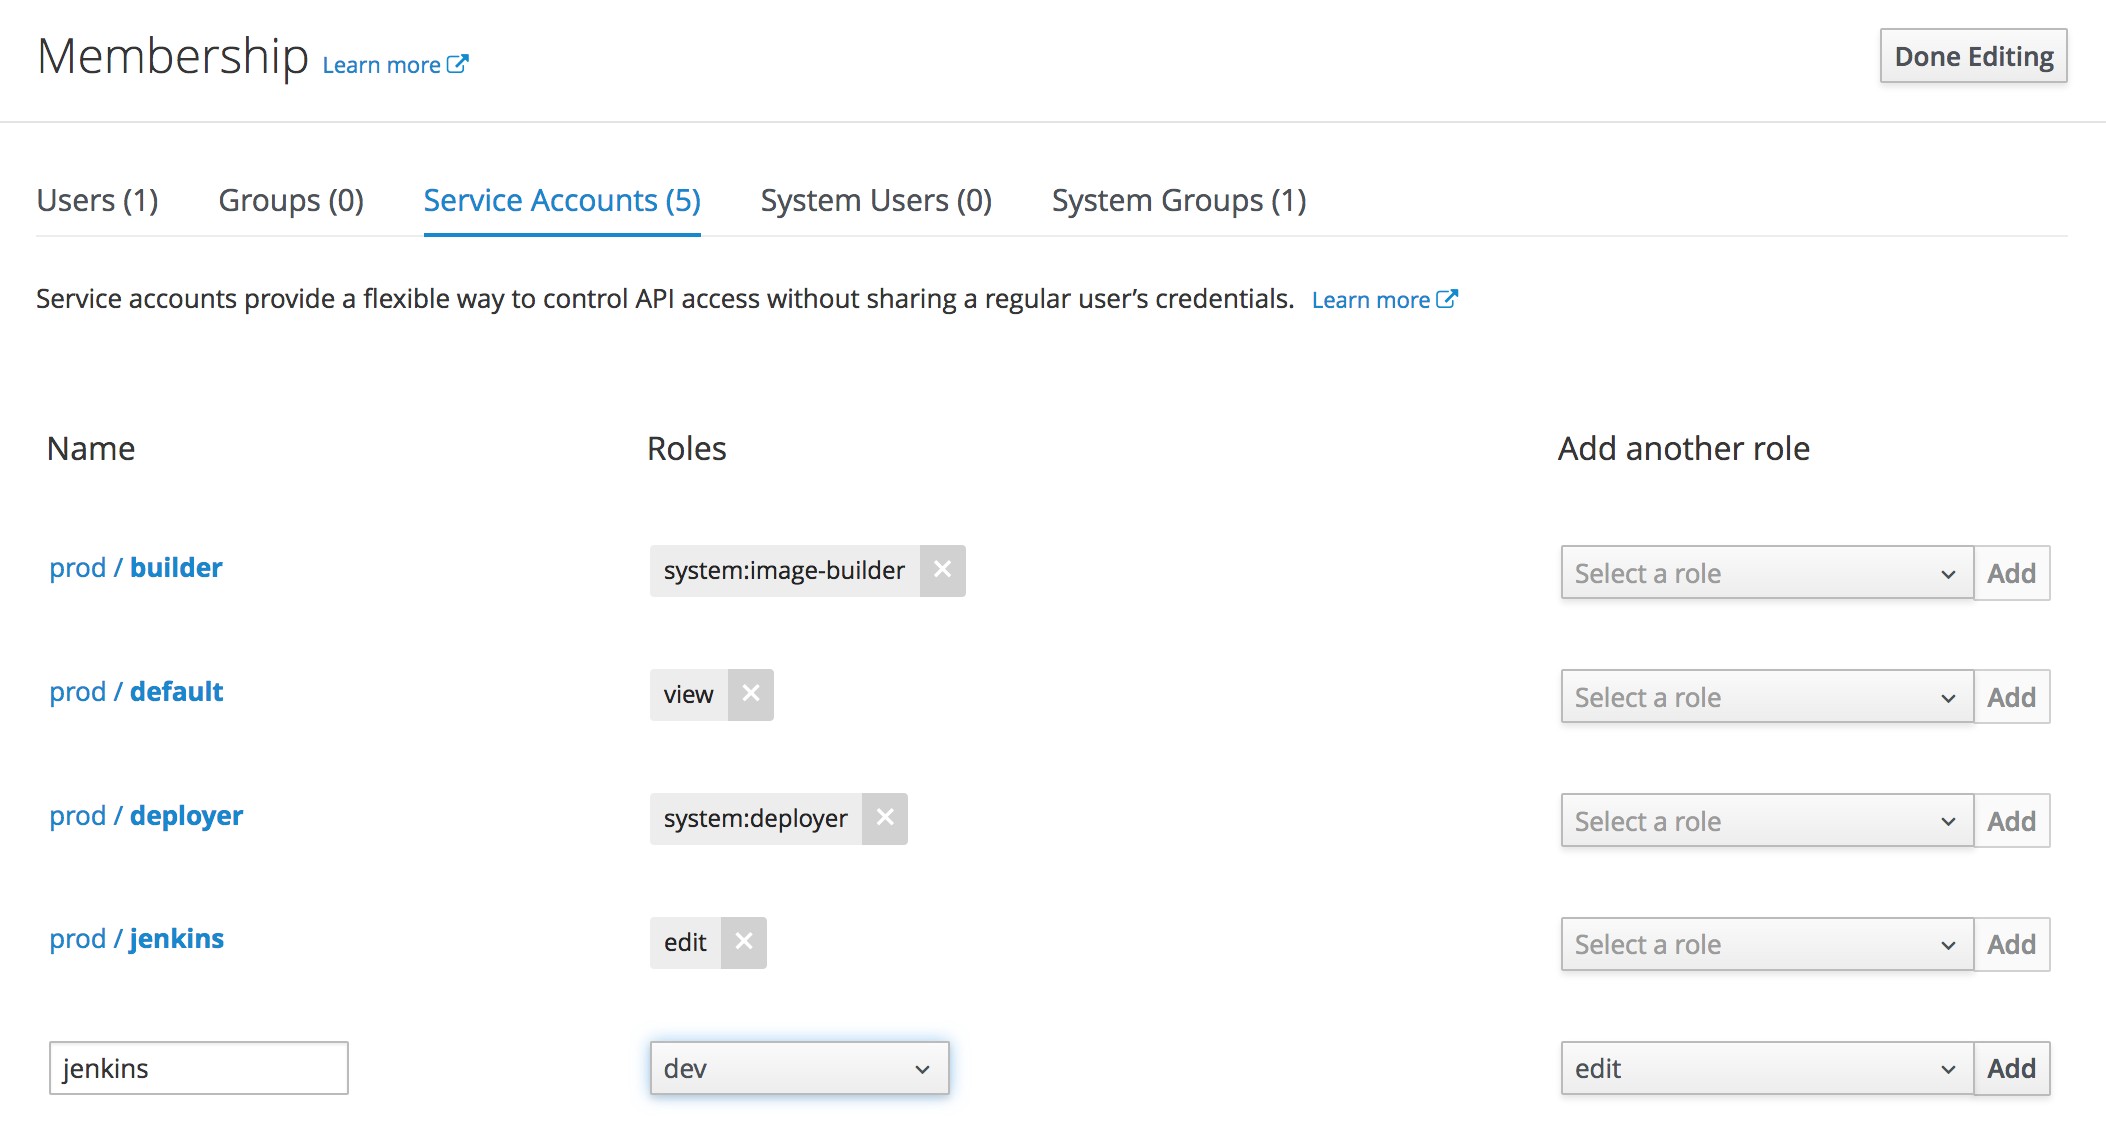 Membership Learn more
Done Editing
Users (1) Groups (0) Service Accounts (5) System Users (0) System Groups (1)
Service accounts provide a flexible way to control API access without sharing a regular user’s credentials. Learn more
Name Roles Add another role
prod / builder system:image-builder Select a role Add
prod / default view Select a role Add
prod / deployer system:deployer Select a role Add
prod / jenkins edit Select a role Add
jenkins dev edit Add